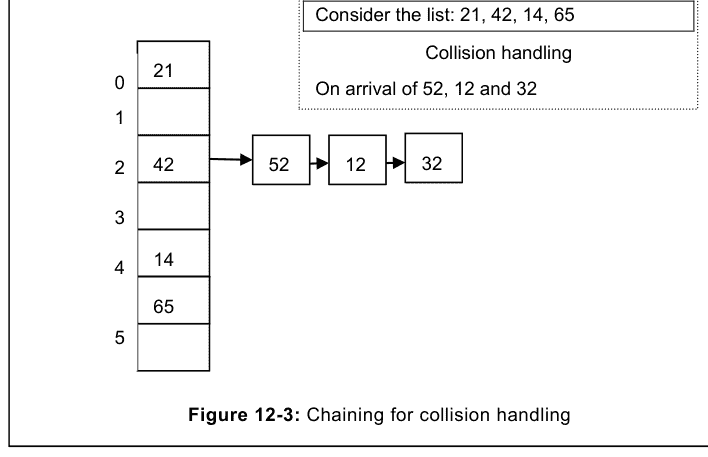 Consider the list: 21, 42, 14, 65
Collision handling
On arrival of 52, 12 and 32
0 21
1
2 42 52 12 32
3
4 14
65
5
Figure 12-3: Chaining for collision handling